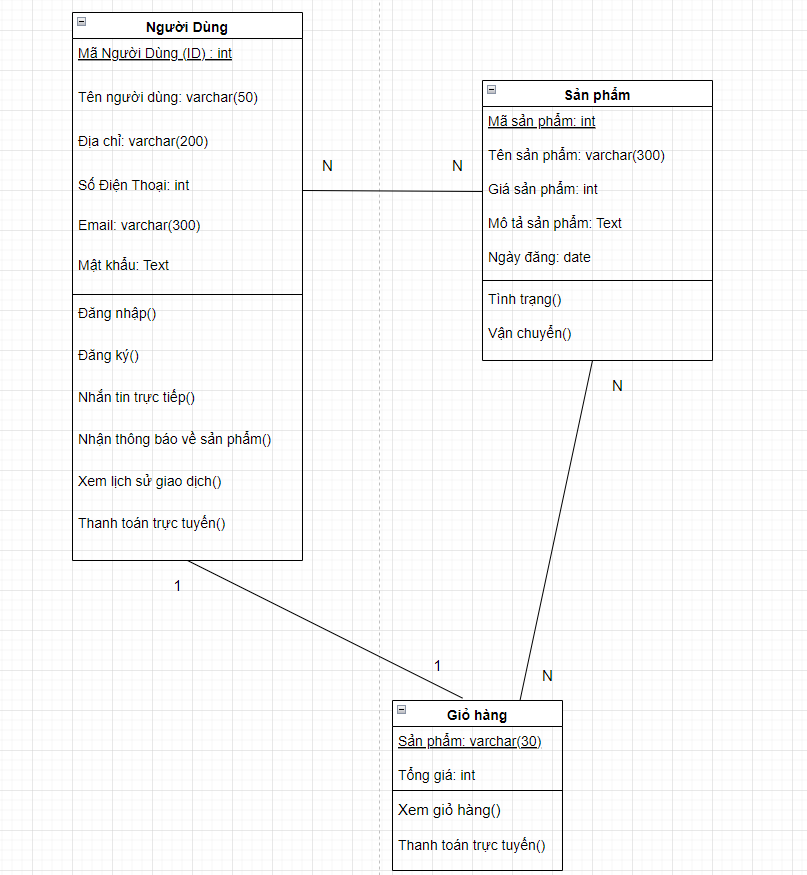 Người Dùng
Mã Người Dùng (ID) : int
Tên người dùng: varchar(50)
Địa chỉ: varchar(200)
Số Điện Thoại: int
Email: varchar(300)
Mật khẩu: Text
Đăng nhập()
Đăng ký()
Nhắn tin trực tiếp()
Nhận thông báo về sản phẩm()
Xem lịch sử giao dịch()
Thanh toán trực tuyến()
N
N
Sản phẩm
Mã sản phẩm: int
Tên sản phẩm: varchar(300)
Giá sản phẩm: int
Mô tả sản phẩm: Text
Ngày đăng: date
Tình trạng()
Vận chuyển()
N
1
1
N
Giỏ hàng
Sản phẩm: varchar(30)
Tổng giá: int
Xem giỏ hàng()
Thanh toán trực tuyến()